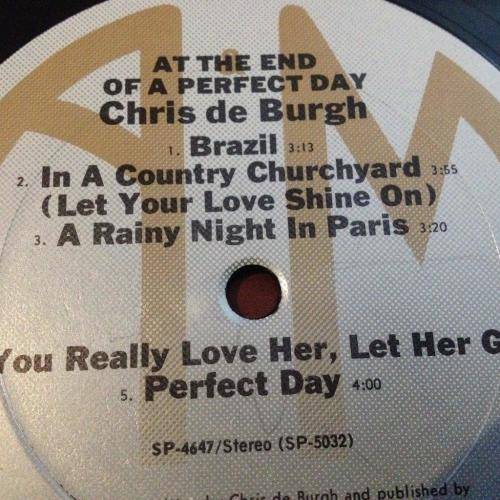 AT THE END
OF A PERFECT DAY
Chris de Burgh
1. Brazil 3:13
2. In A Country Churchyard 3:55
(Let Your Love Shine On)
3. A Rainy Night In Paris 3:20
You Really Love Her, Let Her G
5. Perfect Day 4:00
SP-4647/Stereo (SP-5032)
by Chris de Burgh and published by